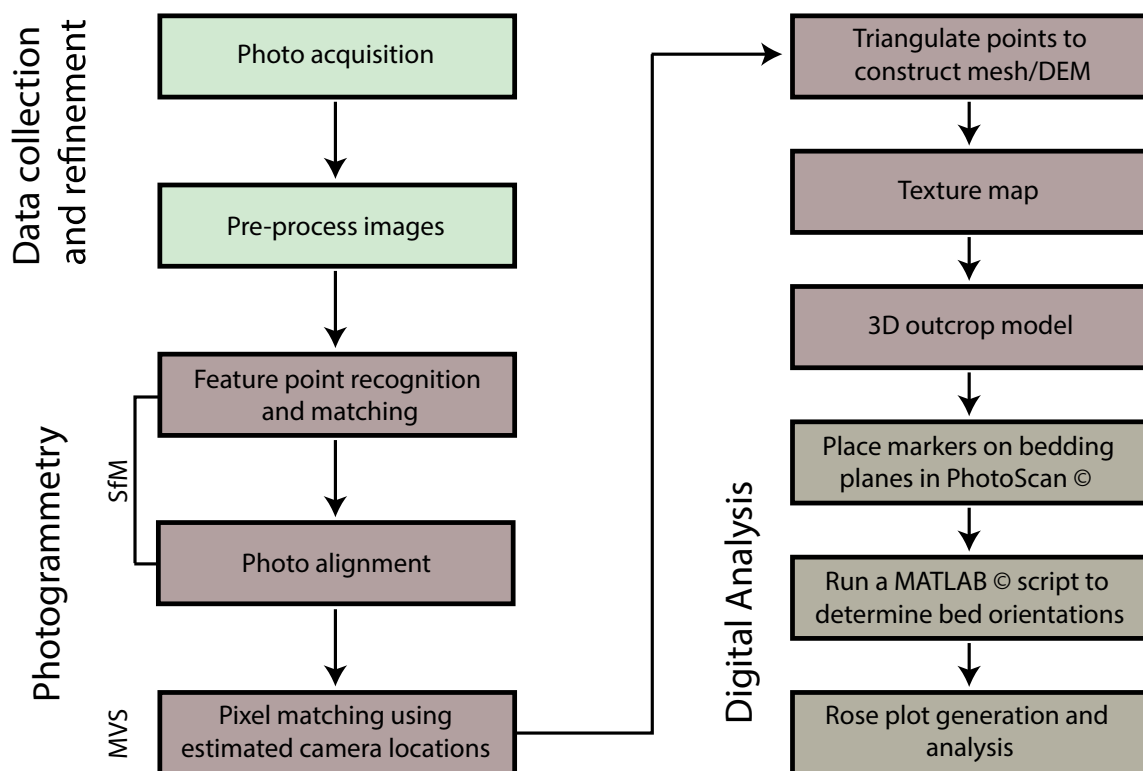 Data collection
and refinement
Photo acquisition
Pre-process images
Photogrammetry
SfM
Feature point recognition
and matching
Photo alignment
MVS
Pixel matching using
estimated camera locations
Triangulate points to
construct mesh/DEM
Texture map
3D outcrop model
Digital Analysis
Place markers on bedding
planes in PhotoScan ©
Run a MATLAB © script to
determine bed orientations
Rose plot generation and
analysis